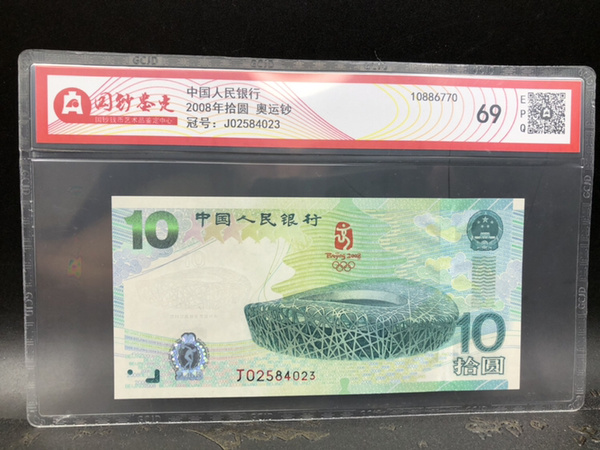 国钞鉴定
中国人民银行
2008年拾圆 奥运钞
冠号: J02584023
10886770
69
E
P
Q
GCJD
10
中国人民银行
Beijing 2008
10
拾圆
J02584023